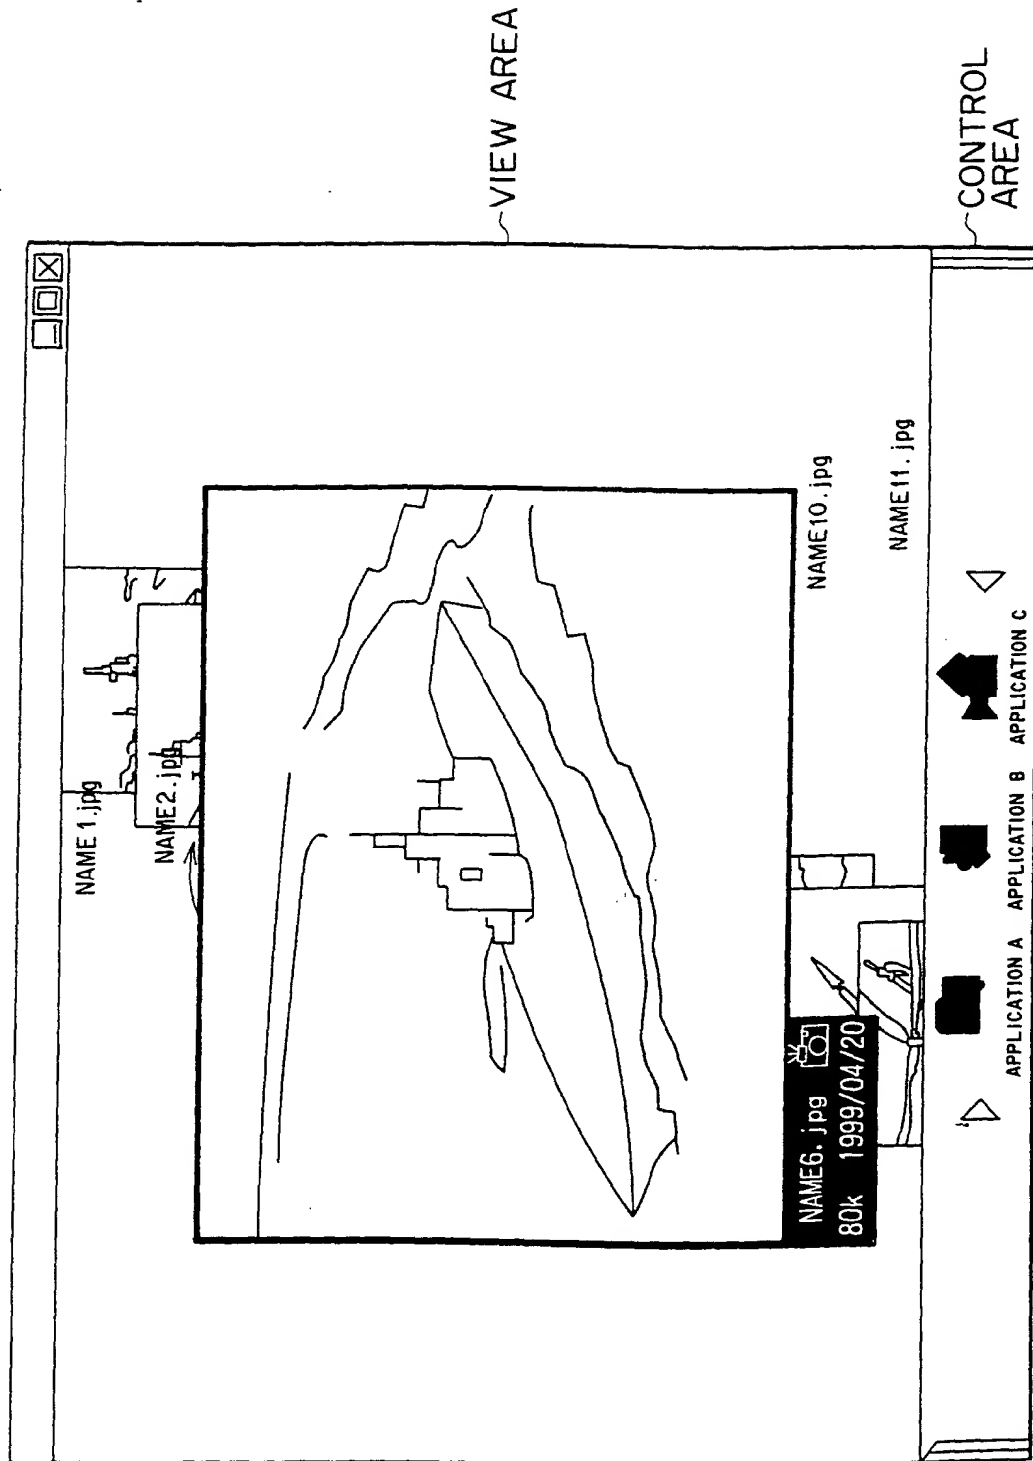 NAME1.jpg
NAME2.jpg
NAME10.jpg
NAME11.jpg
NAME6.jpg
80k 1999/04/20
APPLICATION A APPLICATION B APPLICATION C
VIEW AREA
CONTROL
AREA